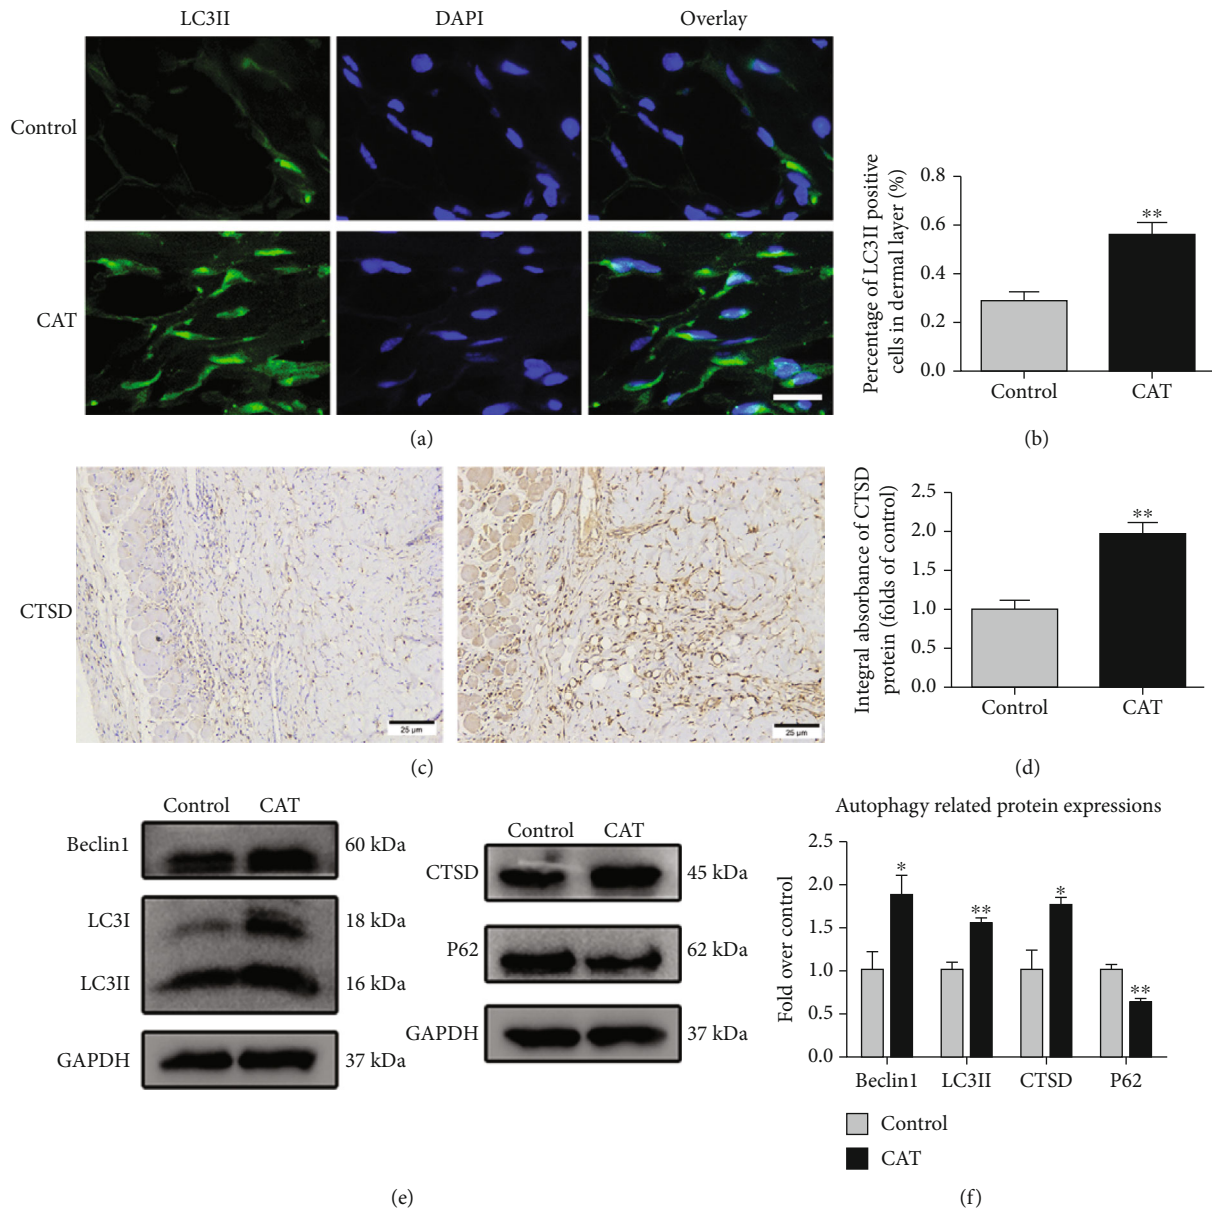 LC3II DAPI Overlay
Control
CAT
(a)
Percentage of LC3II positive
cells in dermal layer (%)
0.8
0.6
0.4
0.2
0.0
**
Control CAT
(b)
CTSD
25 μm
25 μm
(c)
Integral absorbance of CTSD
protein (folds of control)
2.5
2.0
1.5
1.0
0.5
0.0
**
Control CAT
(d)
Control CAT
Beclin1 60 kDa
LC3I 18 kDa
LC3II 16 kDa
GAPDH 37 kDa
Control CAT
CTSD 45 kDa
P62 62 kDa
GAPDH 37 kDa
(e)
Autophagy related protein expressions
Fold over control
2.5
2.0
1.5
1.0
0.5
0.0
*
**
*
**
Beclin1 LC3II CTSD P62
Control
CAT
(f)